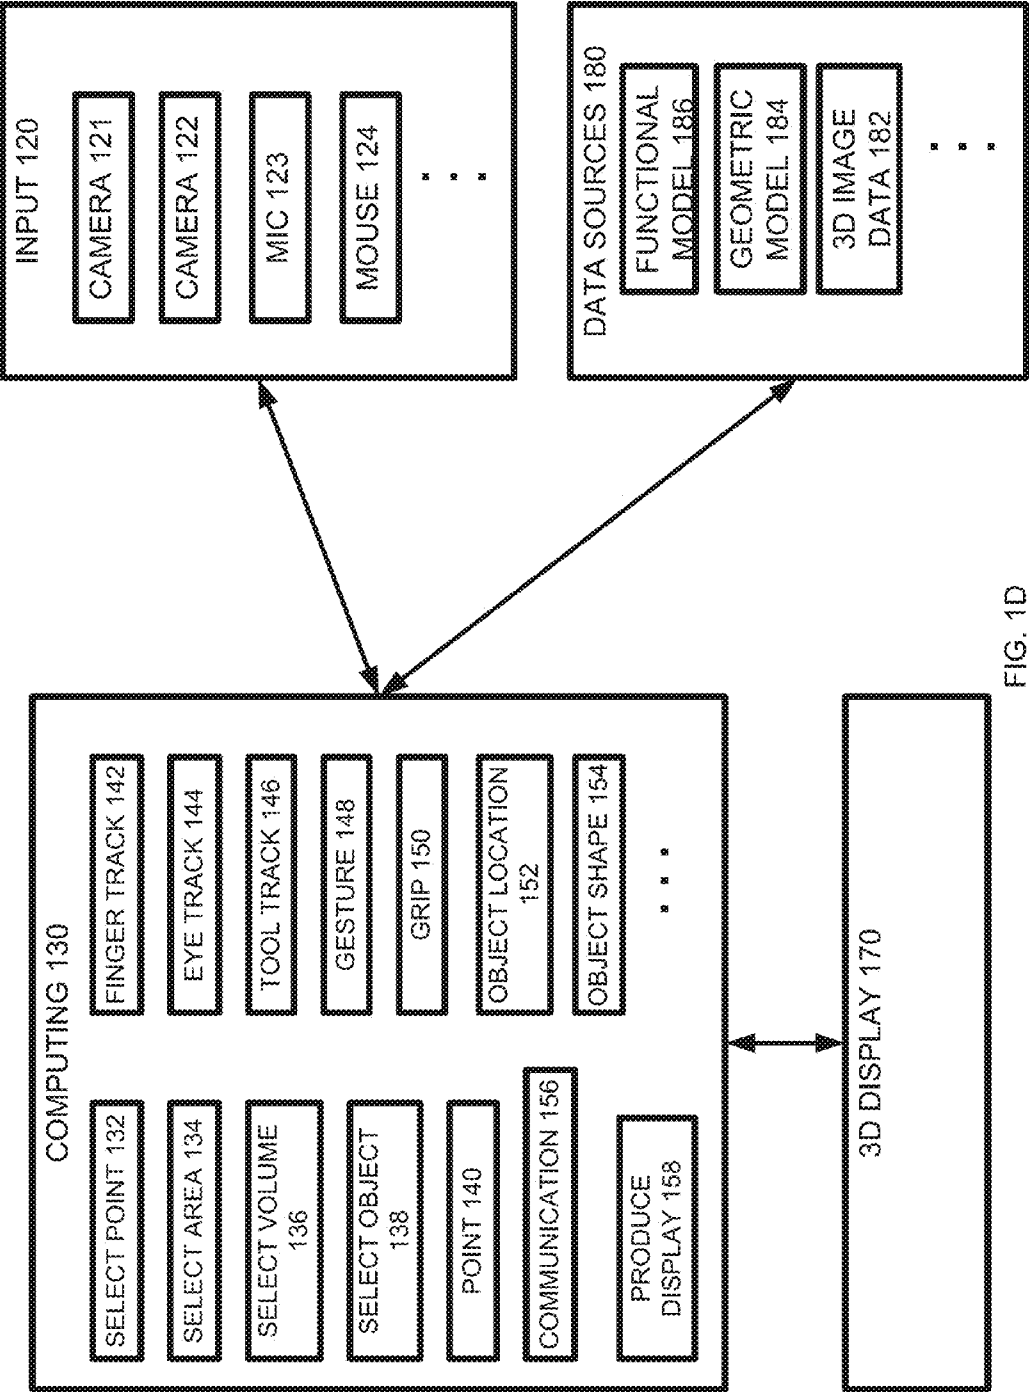 COMPUTING 130
SELECT POINT 132
SELECT AREA 134
SELECT VOLUME
136
SELECT OBJECT
138
POINT 140
COMMUNICATION 156
PRODUCE
DISPLAY 158
FINGER TRACK 142
EYE TRACK 144
TOOL TRACK 146
GESTURE 148
GRIP 150
OBJECT LOCATION
152
OBJECT SHAPE 154
3D DISPLAY 170
INPUT 120
CAMERA 121
CAMERA 122
MIC 123
MOUSE 124
DATA SOURCES 180
FUNCTIONAL
MODEL 186
GEOMETRIC
MODEL 184
3D IMAGE
DATA 182
FIG. 1D